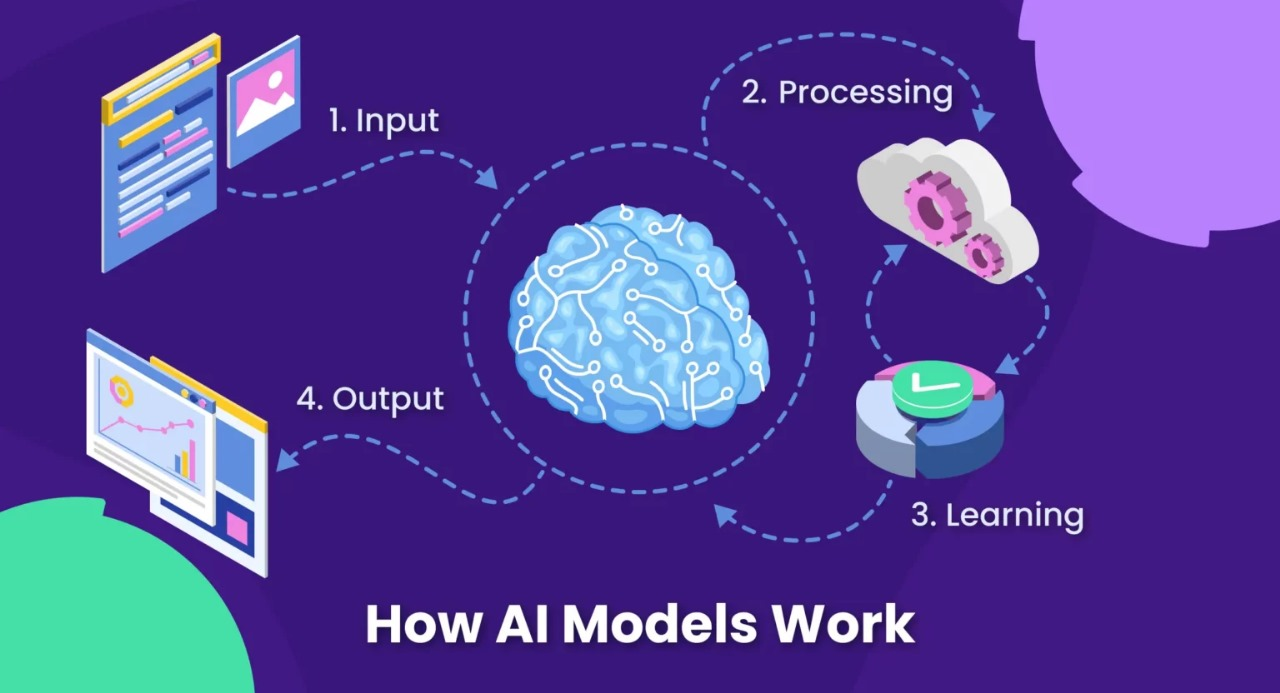 1. Input
2. Processing
3. Learning
4. Output
How AI Models Work